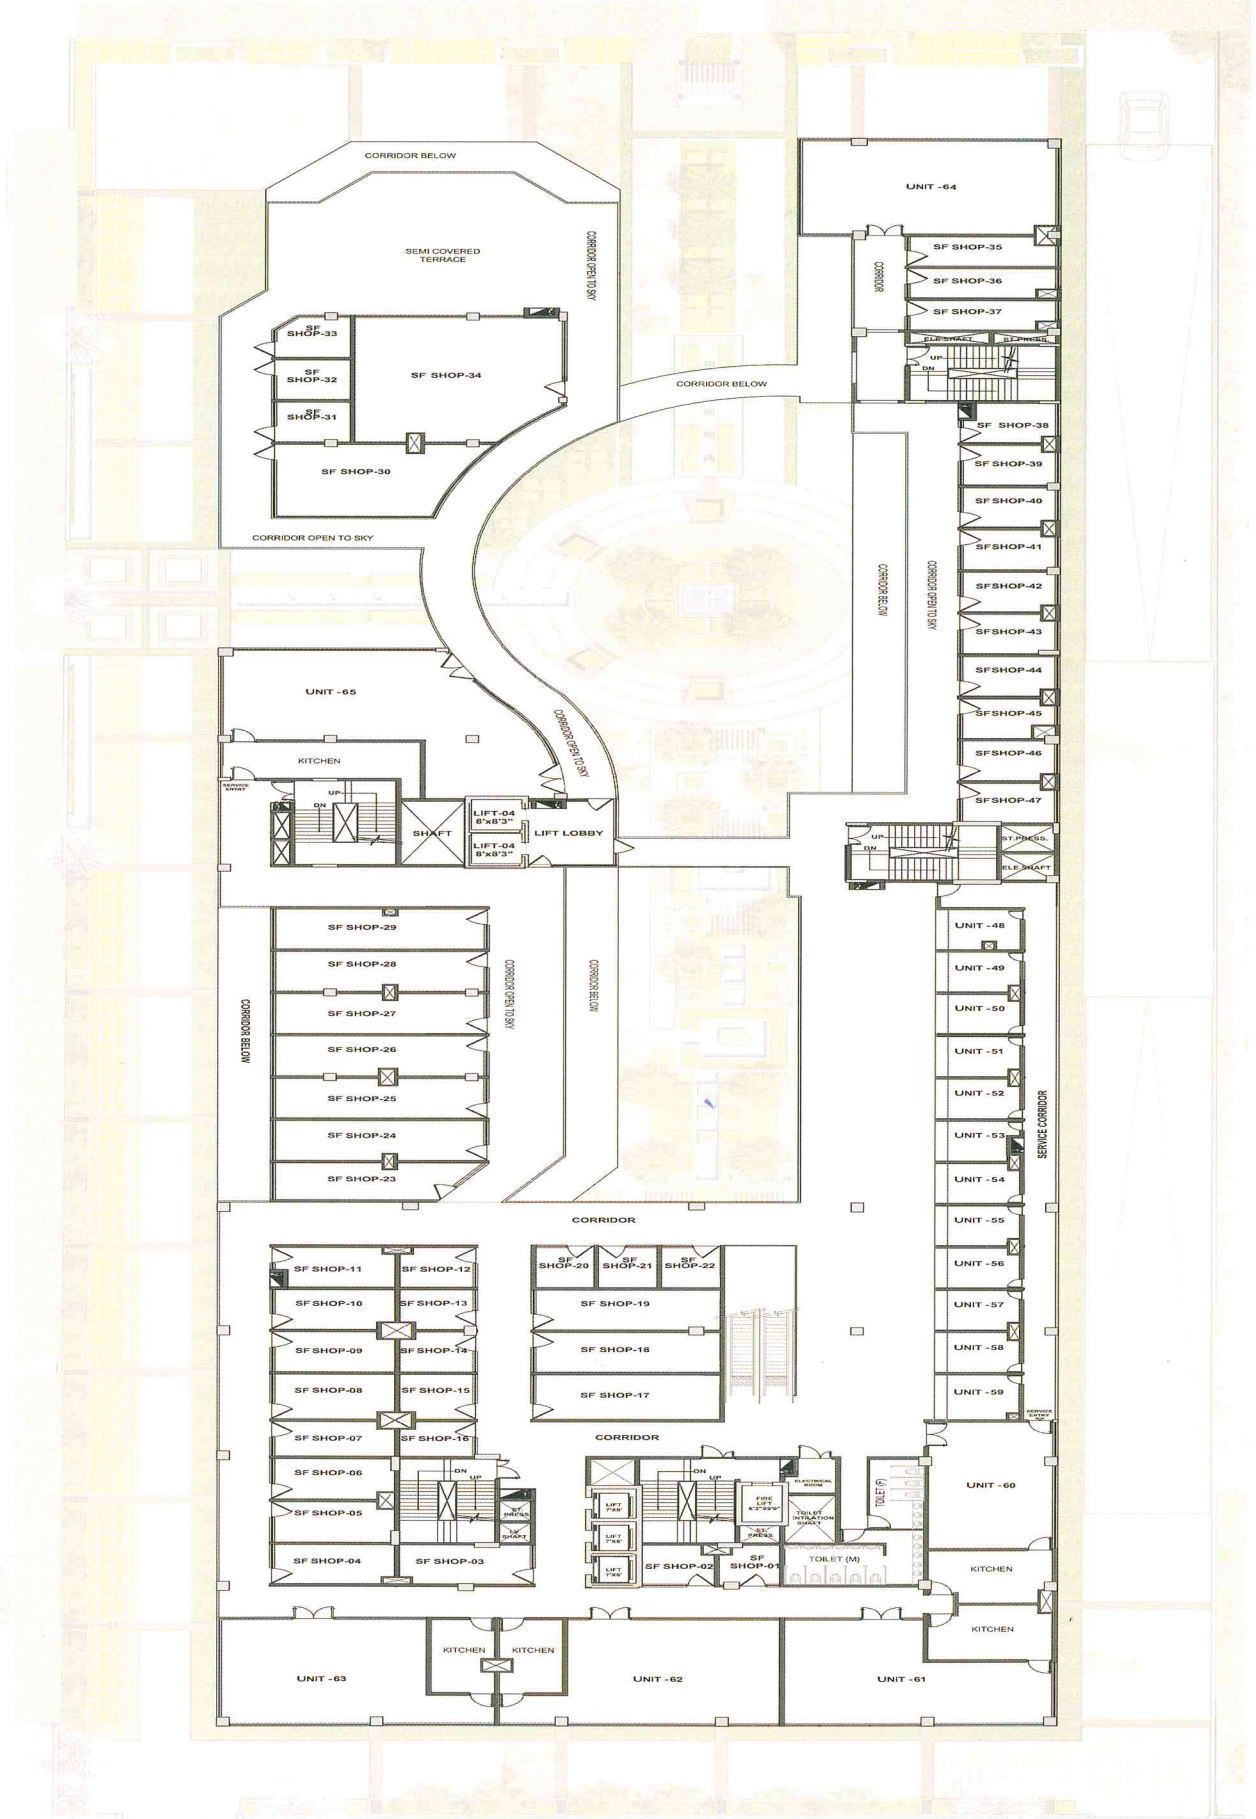 CORRIDOR BELOW
UNIT -64
SEMI COVERED
TERRACE
CORRIDOR OPEN TO SKY
SF SHOP-35
CORRIDOR
SF SHOP-36
SF SHOP-37
SF
SHOP-33
ELE.SHAFT
ST.PRESS.
UP
DN
SF
SHOP-32
SF SHOP-34
CORRIDOR BELOW
SF
SHOP-31
SF SHOP-38
SF SHOP-30
SF SHOP-39
SF SHOP-40
CORRIDOR OPEN TO SKY
SF SHOP-41
CORRIDOR BELOW
CORRIDOR OPEN TO SKY
SF SHOP-42
SF SHOP-43
SF SHOP-44
UNIT -65
SF SHOP-45
CORRIDOR OPEN TO SKY
SF SHOP-46
KITCHEN
SERVICE
ENTRY
UP
DN
SF SHOP-47
LIFT-04
8'x8'3"
SHAFT
LIFT LOBBY
LIFT-04
8'x8'3"
UP
DN
ST.PRESS.
ELE.SHAFT
SF SHOP-29
UNIT -48
SF SHOP-28
UNIT -49
CORRIDOR OPEN TO SKY
CORRIDOR BELOW
SF SHOP-27
UNIT -50
CORRIDOR BELOW
SF SHOP-26
UNIT -51
SF SHOP-25
UNIT -52
SERVICE CORRIDOR
SF SHOP-24
UNIT -53
SF SHOP-23
UNIT -54
CORRIDOR
UNIT -55
SF
SHOP-20
SF
SHOP-21
SF
SHOP-22
UNIT -56
SF SHOP-11
SF SHOP-12
SF SHOP-10
SF SHOP-13
SF SHOP-19
UNIT -57
SF SHOP-09
SF SHOP-14
SF SHOP-18
UNIT -58
SF SHOP-08
SF SHOP-15
SF SHOP-17
UNIT -59
SERVICE
ENTRY
SF SHOP-07
SF SHOP-16
CORRIDOR
SF SHOP-06
DN
UP
DN
UP
ELECTRICAL
ROOM
TOILET (F)
UNIT -60
LIFT
FIRE
LIFT
SF SHOP-05
ST.
PRESS
SHAFT
LIFT
ST.
PRESS.
TOILET
SHAFT
SF SHOP-04
SF SHOP-03
LIFT
SF SHOP-02
SF
SHOP-01
TOILET (M)
KITCHEN
KITCHEN
KITCHEN
KITCHEN
UNIT -63
UNIT -62
UNIT -61